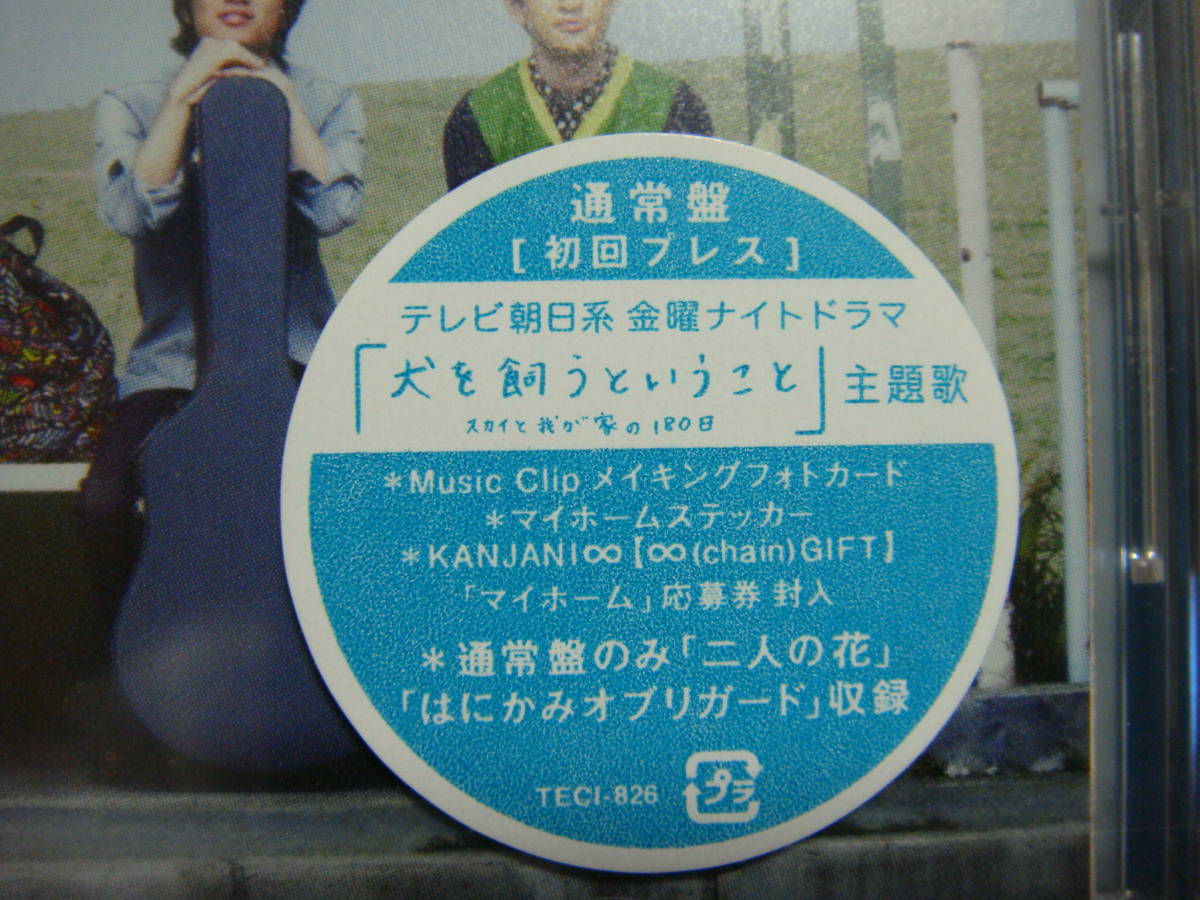 通常盤
[初回プレス]
テレビ朝日系 金曜ナイトドラマ
「犬を飼うということ」主題歌
スカイと我が家の180日
*Music Clip メイキングフォトカード
*マイホームステッカー
*KANJANI∞【∞(chain)GIFT】
「マイホーム」応募券 封入
*通常盤のみ「二人の花」
「はにかみオブリガード」収録
TECI-826 プラ